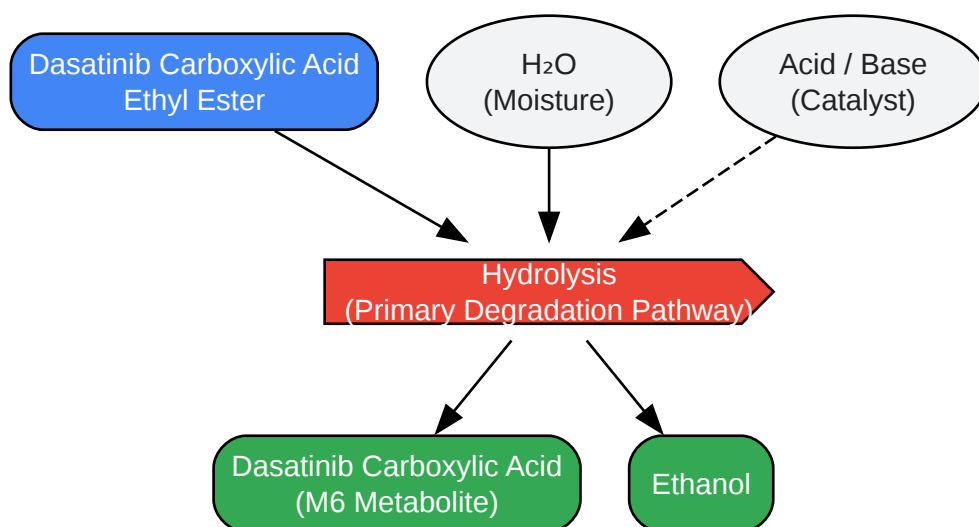 Dasatinib Carboxylic Acid
Ethyl Ester
H₂O
(Moisture)
Acid / Base
(Catalyst)
Hydrolysis
(Primary Degradation Pathway)
Dasatinib Carboxylic Acid
(M6 Metabolite)
Ethanol